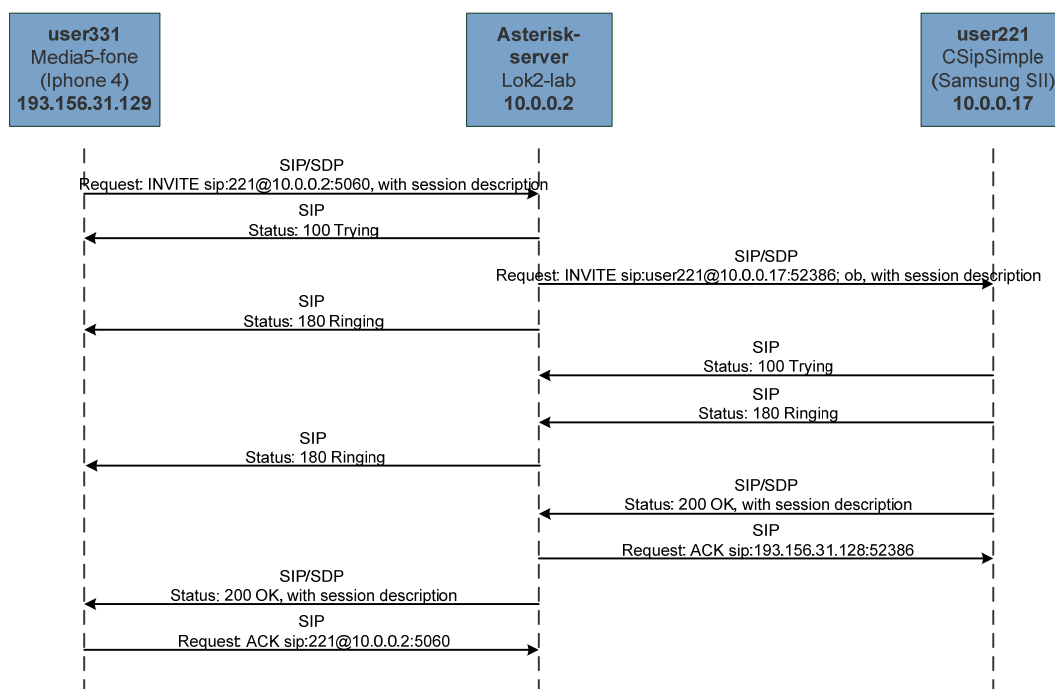 user331
Media5-fone
(Iphone 4)
193.156.31.129
Asterisk-
server
Lok2-lab
10.0.0.2
user221
CSipSimple
(Samsung SII)
10.0.0.17
SIP/SDP
Request: INVITE sip:221@10.0.0.2:5060, with session description
SIP
Status: 100 Trying
SIP/SDP
Request: INVITE sip:user221@10.0.0.17:52386; ob, with session description
SIP
Status: 180 Ringing
SIP
Status: 100 Trying
SIP
Status: 180 Ringing
SIP
Status: 180 Ringing
SIP/SDP
Status: 200 OK, with session description
SIP
Request: ACK sip:193.156.31.128:52386
SIP/SDP
Status: 200 OK, with session description
SIP
Request: ACK sip:221@10.0.0.2:5060